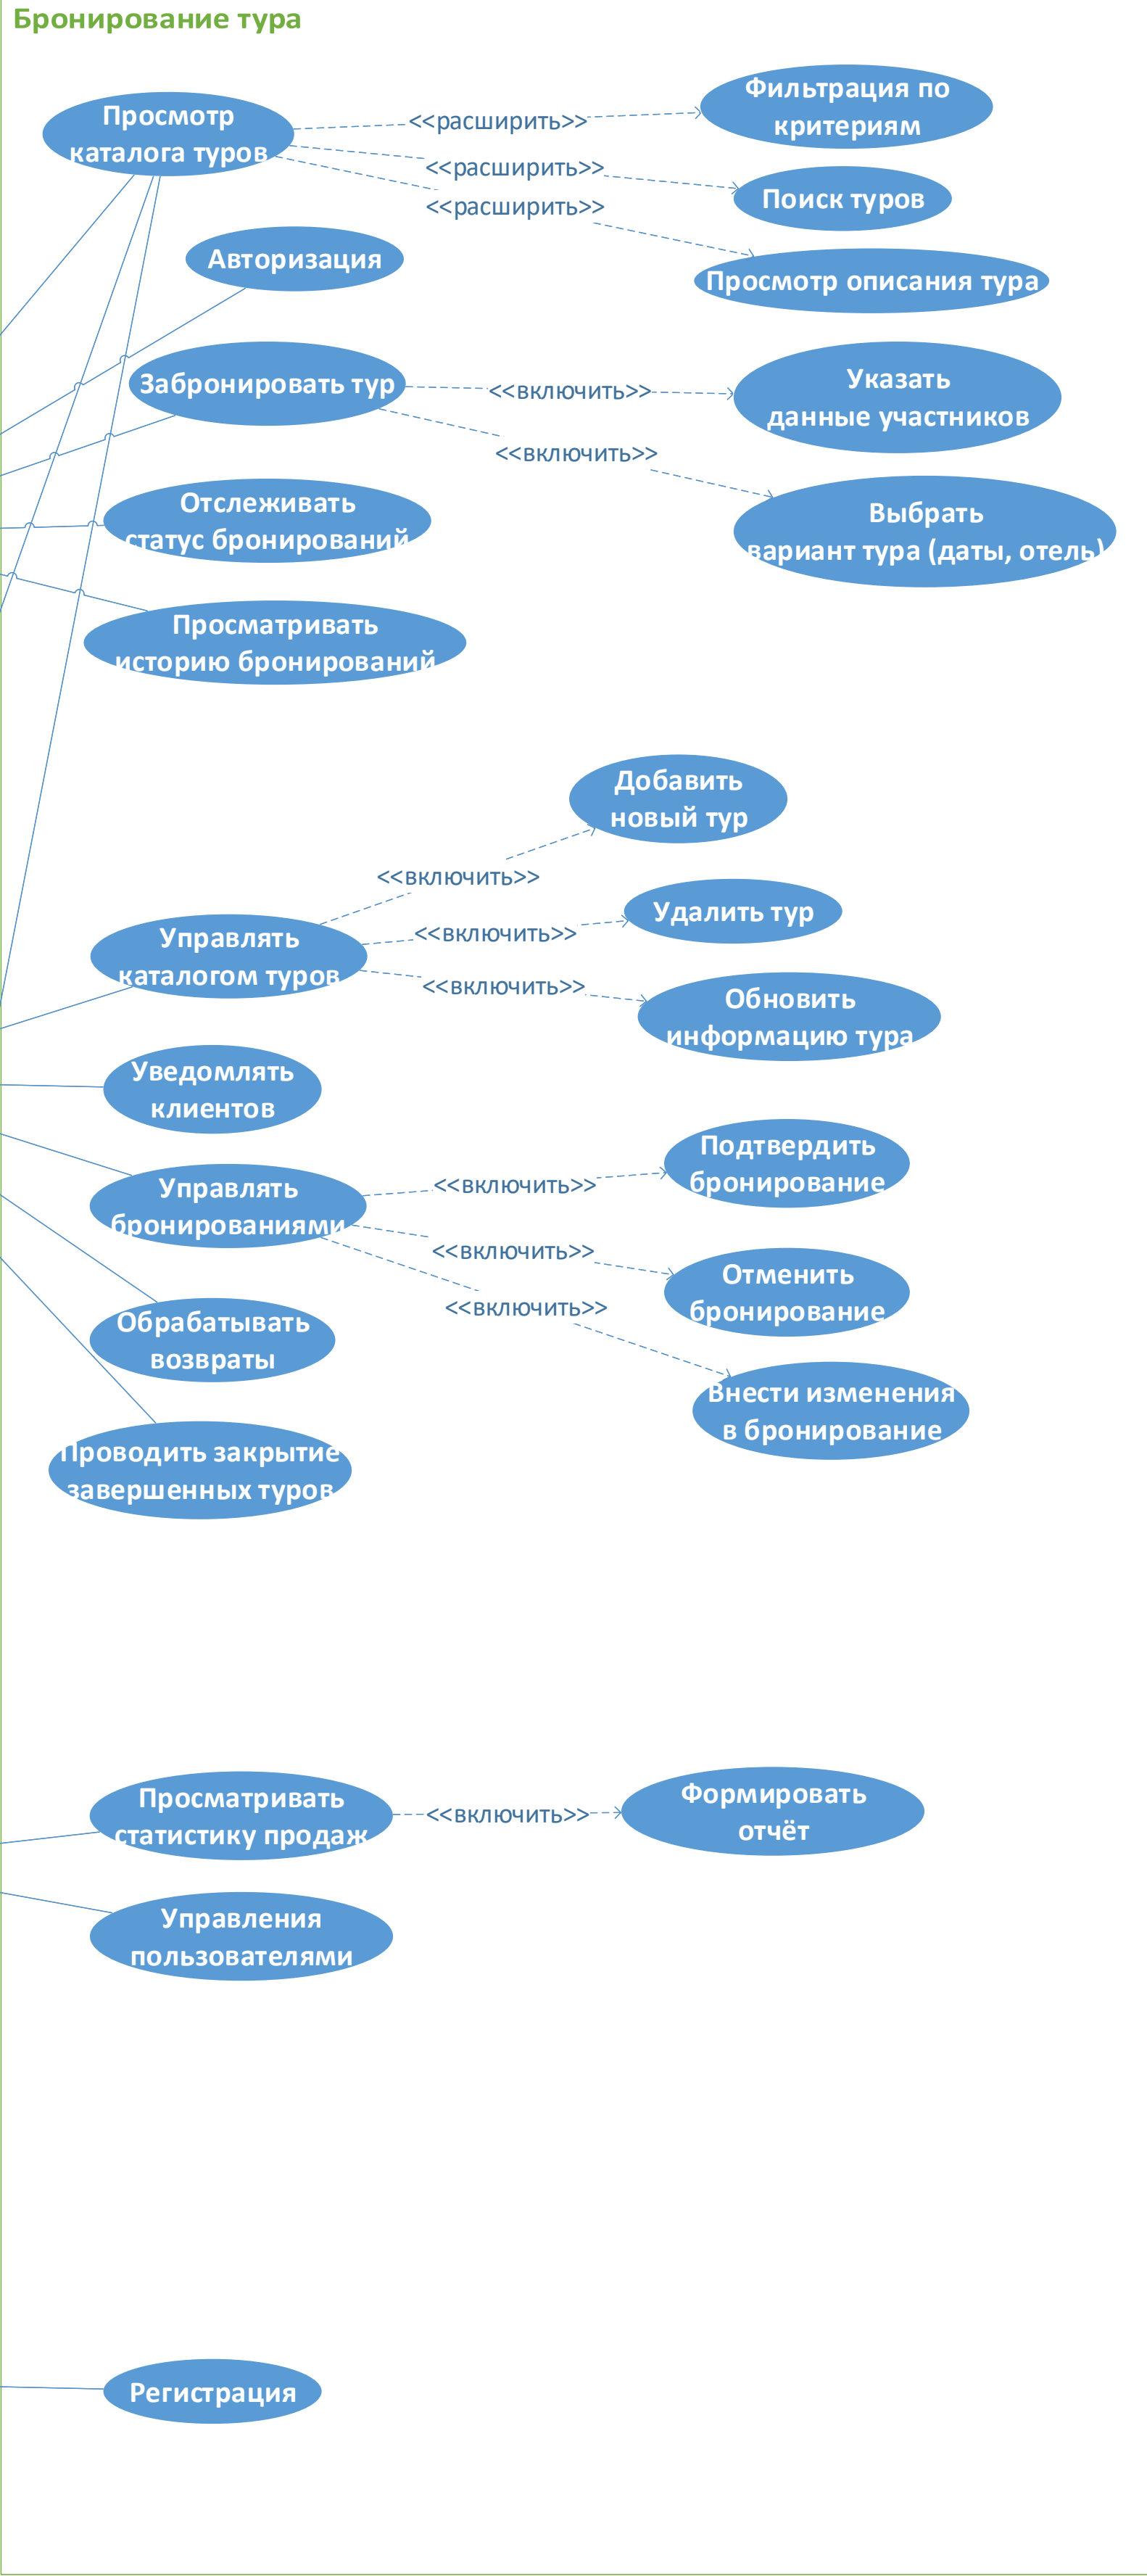 Бронирование тура
Просмотр
каталога туров
<<расширить>>
Фильтрация по
критериям
<<расширить>>
Поиск туров
<<расширить>>
Просмотр описания тура
Авторизация
Забронировать тур
<<включить>>
Указать
данные участников
<<включить>>
Выбрать
вариант тура (даты, отель)
Отслеживать
статус бронирований
Просматривать
историю бронирований
Добавить
новый тур
<<включить>>
Управлять
каталогом туров
<<включить>>
Удалить тур
<<включить>>
Обновить
информацию тура
Уведомлять
клиентов
Управлять
бронированиями
<<включить>>
Подтвердить
бронирование
<<включить>>
Отменить
бронирование
<<включить>>
Внести изменения
в бронирование
Обрабатывать
возвраты
Проводить закрытие
завершенных туров
Просматривать
статистику продаж
<<включить>>
Формировать
отчёт
Управления
пользователями
Регистрация